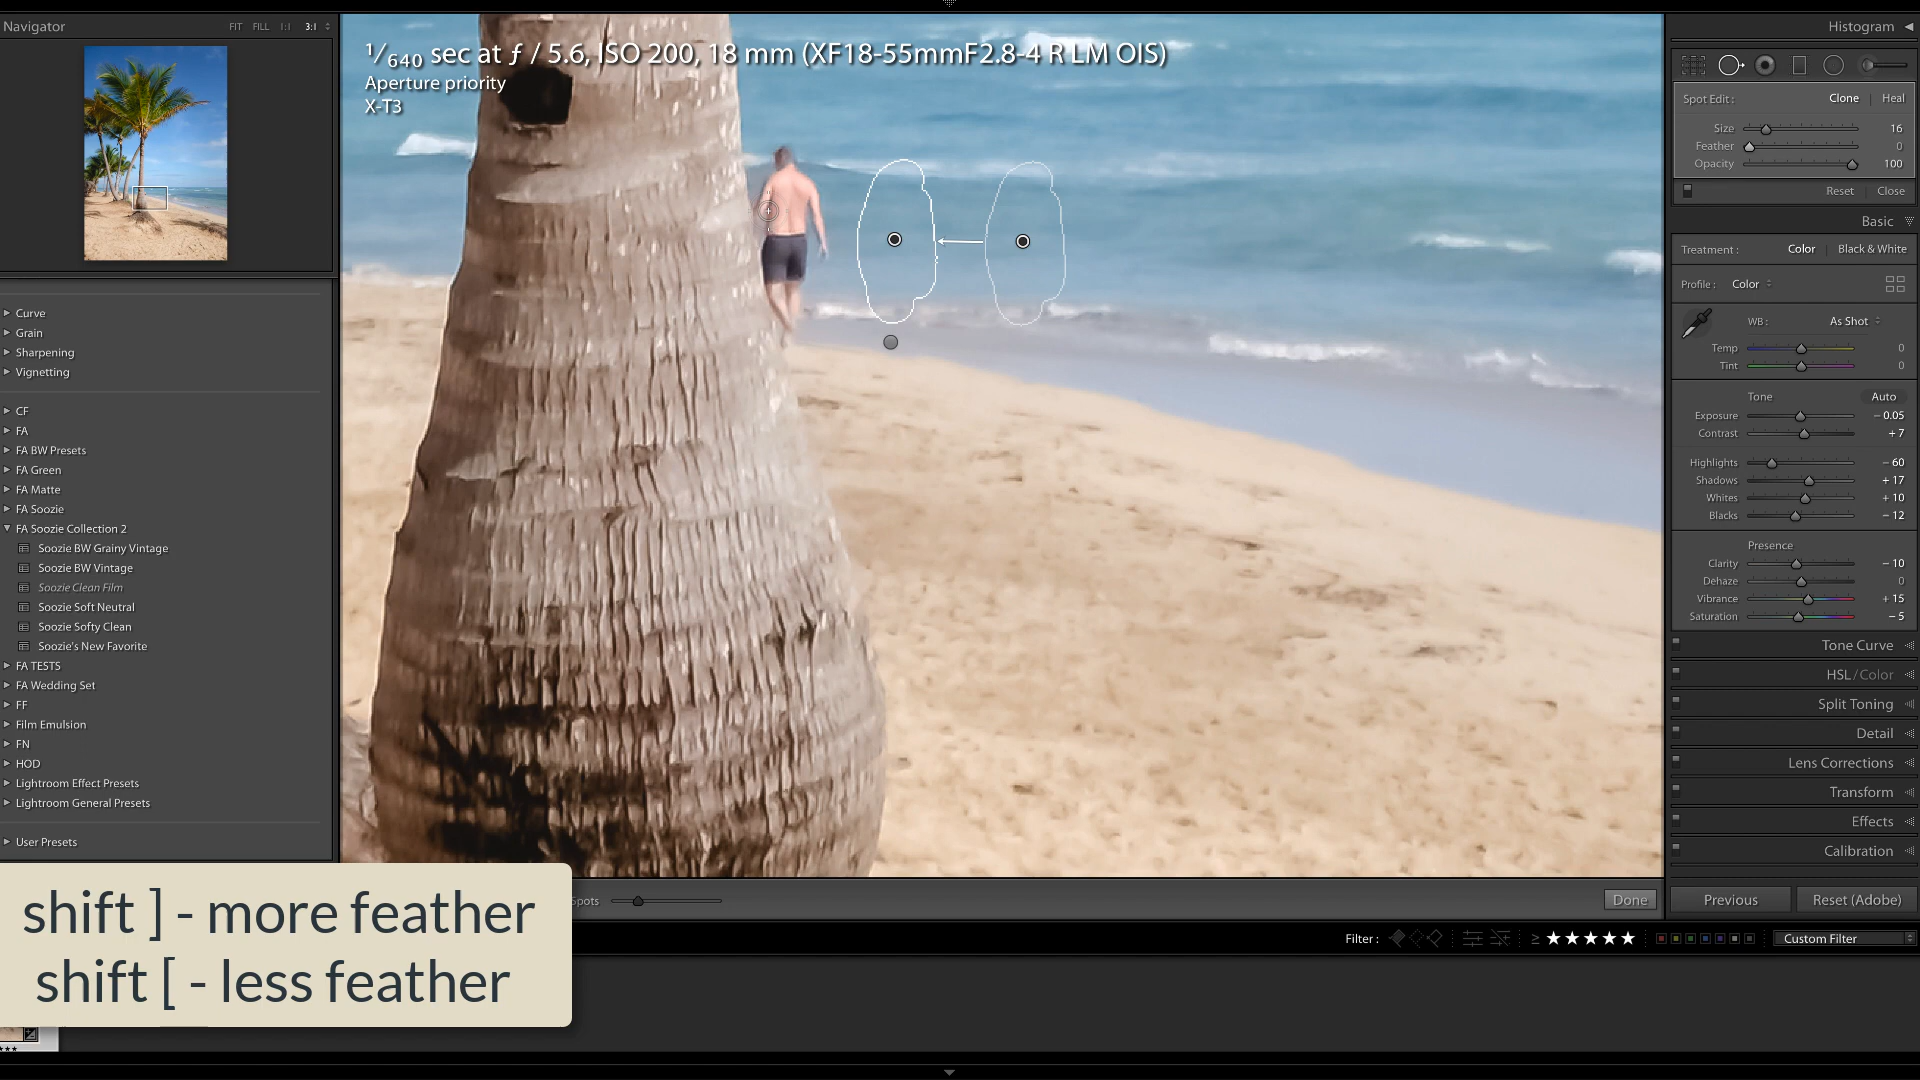 Navigator
FIT FILL 1:1 3:1
Curve
Grain
Sharpening
Vignetting
CF
FA
FA BW Presets
FA Green
FA Matte
FA Soozie
FA Soozie Collection 2
Soozie BW Grainy Vintage
Soozie BW Vintage
Soozie Clean Film
Soozie Soft Neutral
Soozie Softy Clean
Soozie's New Favorite
FA TESTS
FA Wedding Set
FF
Film Emulsion
FN
HOD
Lightroom Effect Presets
Lightroom General Presets
User Presets
1/640 sec at ƒ / 5.6, ISO 200, 18 mm (XF18-55mmF2.8-4 R LM OIS)
Aperture priority
X-T3
Histogram
Spot Edit : Clone | Heal
Size 16
Feather 0
Opacity 100
Reset | Close
Basic
Treatment : Color | Black & White
Profile : Color
WB : As Shot
Temp 0
Tint 0
Tone Auto
Exposure − 0.05
Contrast + 7
Highlights − 60
Shadows + 17
Whites + 10
Blacks − 12
Presence
Clarity − 10
Dehaze 0
Vibrance + 15
Saturation − 5
Tone Curve
HSL / Color
Split Toning
Detail
Lens Corrections
Transform
Effects
Calibration
Previous Reset (Adobe)
Spots
Done
Filter : ≥ ★★★★★ Custom Filter
shift ] - more feather
shift [ - less feather